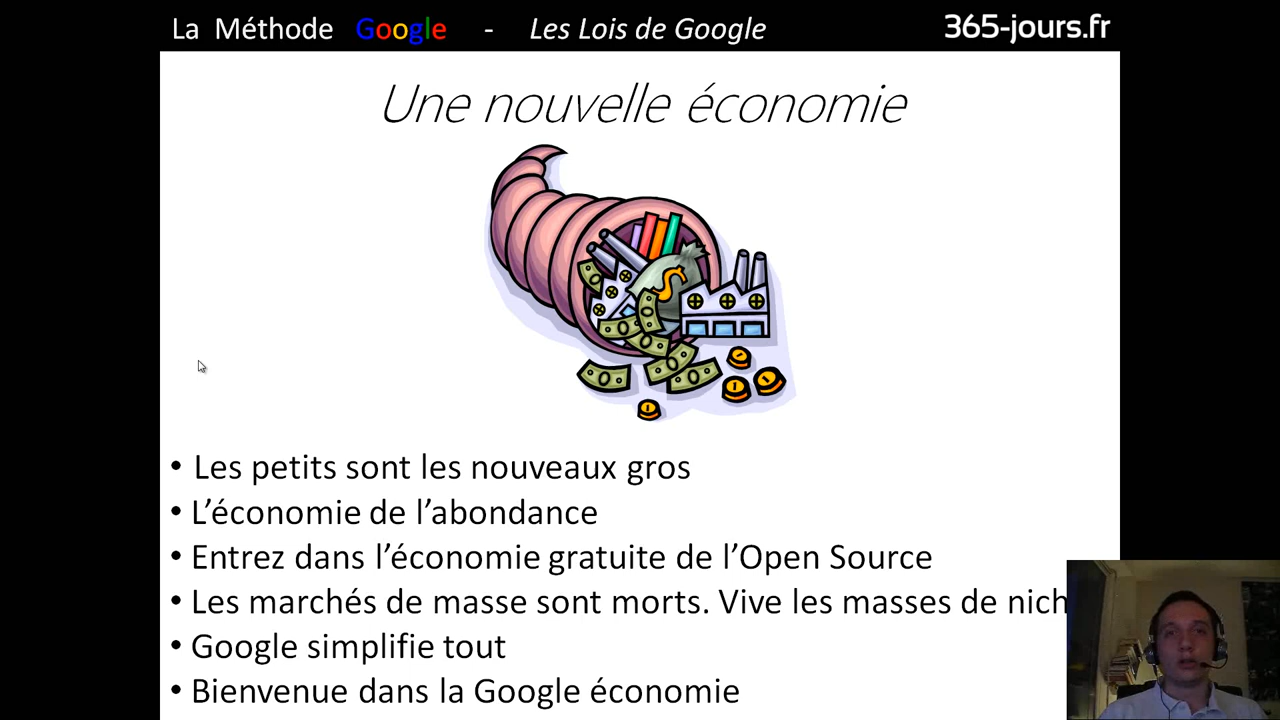 La Méthode Google - Les Lois de Google 365-jours.fr
Une nouvelle économie
• Les petits sont les nouveaux gros
• L'économie de l'abondance
• Entrez dans l'économie gratuite de l'Open Source
• Les marchés de masse sont morts. Vive les masses de nich
• Google simplifie tout
• Bienvenue dans la Google économie